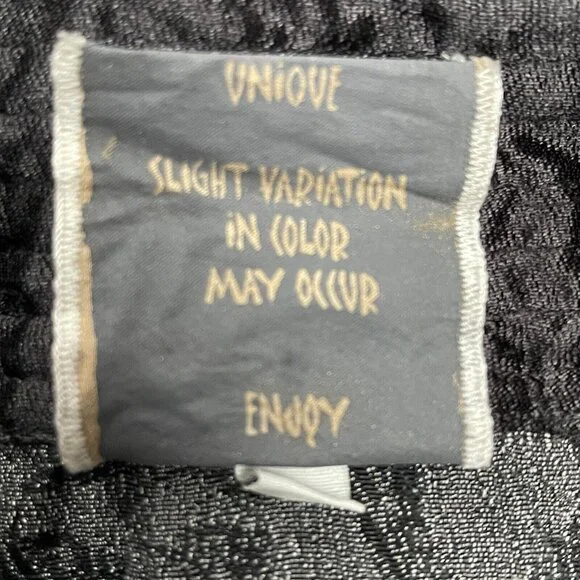 UNiQUE
SLIGHT VARIATION
iN COLOR
MAY OCCUR
ENJOY